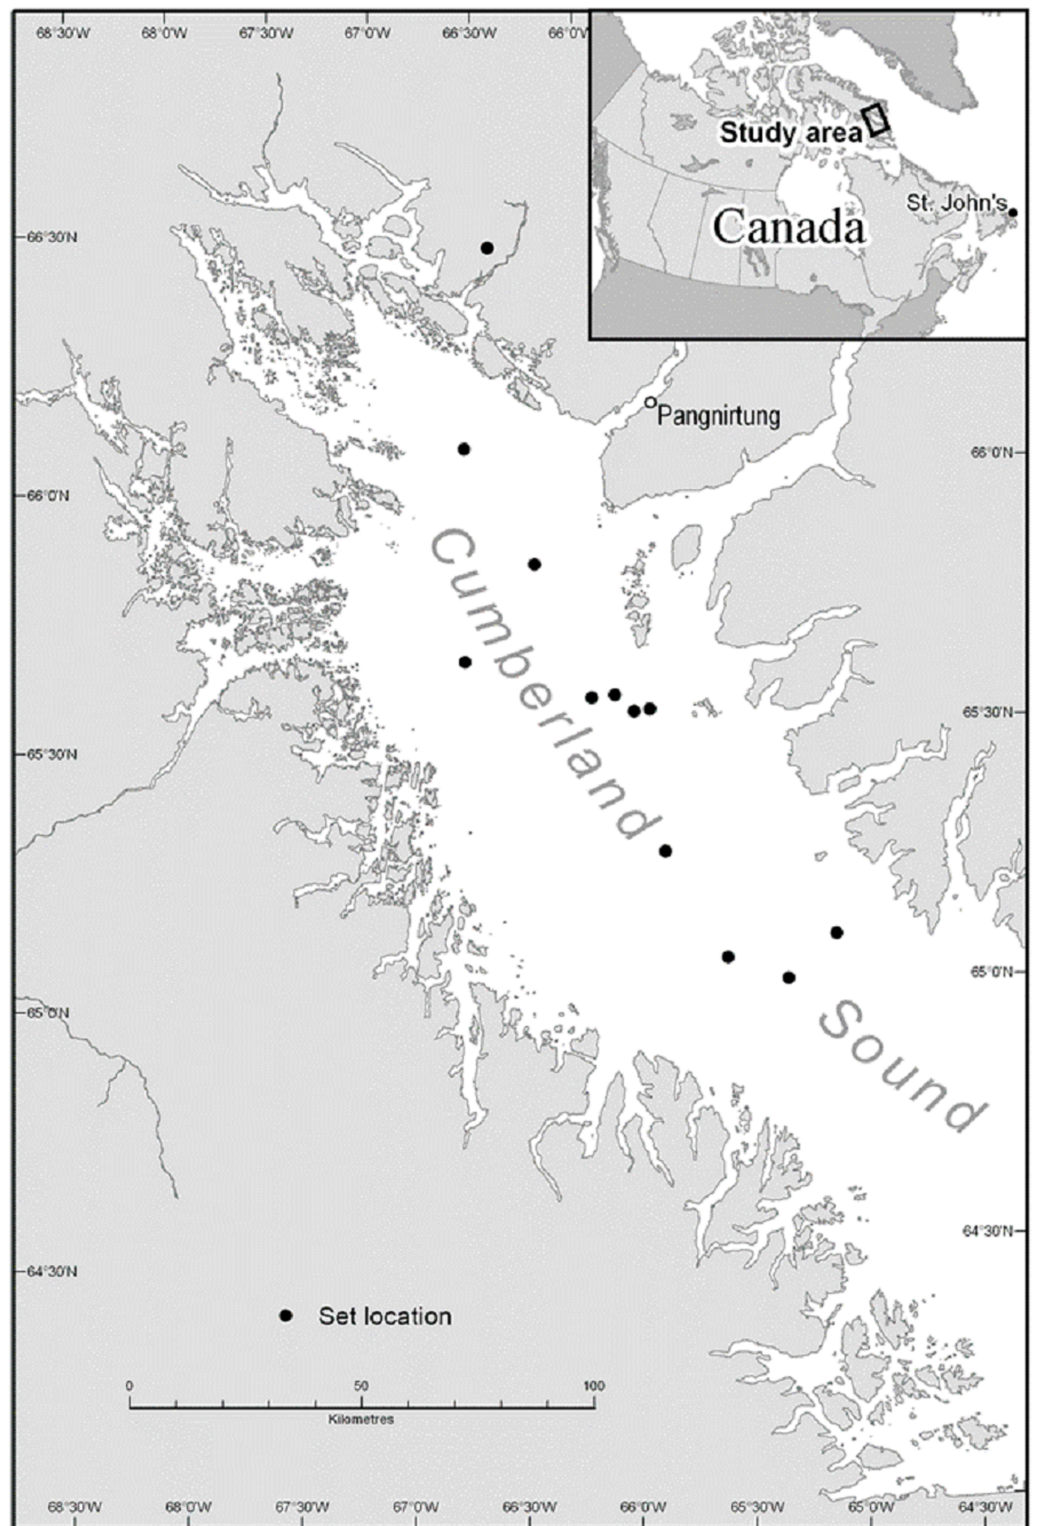 68°30'W 68°0'W 67°30'W 67°0'W 66°30'W 66°0'W
Study area
St. John's
Canada
66°30'N
Pangnirtung
66°0'N
66°0'N
Cumberland
65°30'N
65°30'N
65°0'N
Sound
65°0'N
64°30'N
64°30'N
Set location
0 50 100
Kilometres
68°30'W 68°0'W 67°30'W 67°0'W 66°30'W 66°0'W 65°30'W 65°0'W 64°30'W